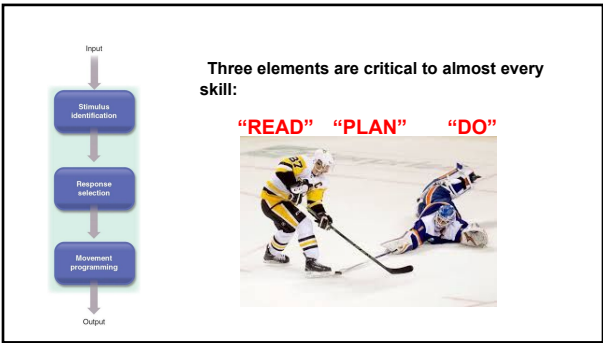 Input
Stimulus
identification
Response
selection
Movement
programming
Output
Three elements are critical to almost every
skill:
“READ” “PLAN” “DO”
87